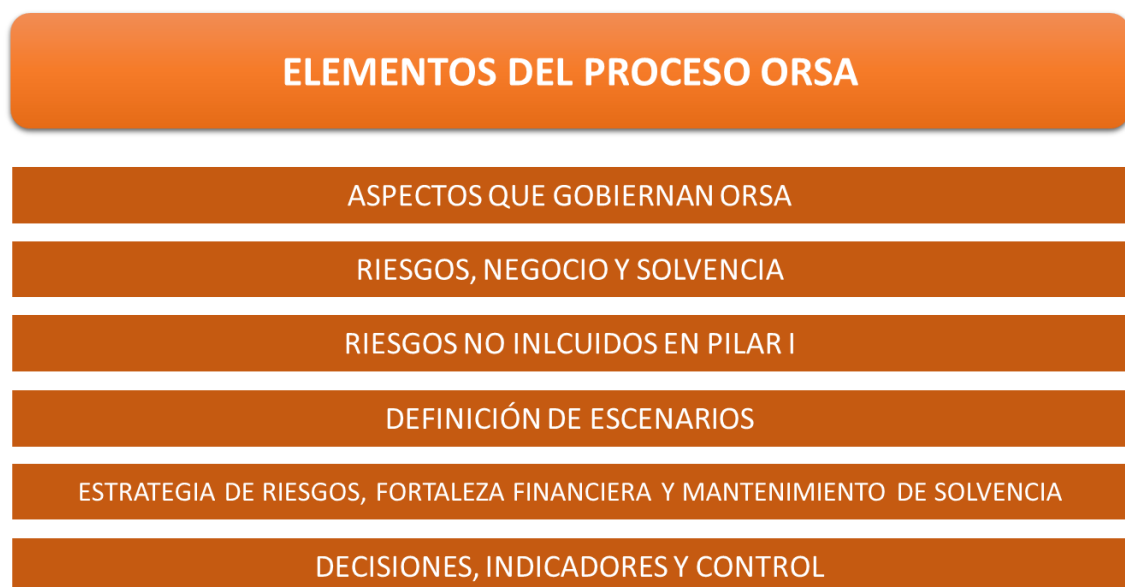 ELEMENTOS DEL PROCESO ORSA
ASPECTOS QUE GOBIERNAN ORSA
RIESGOS, NEGOCIO Y SOLVENCIA
RIESGOS NO INLCUIDOS EN PILAR I
DEFINICIÓN DE ESCENARIOS
ESTRATEGIA DE RIESGOS, FORTALEZA FINANCIERA Y MANTENIMIENTO DE SOLVENCIA
DECISIONES, INDICADORES Y CONTROL